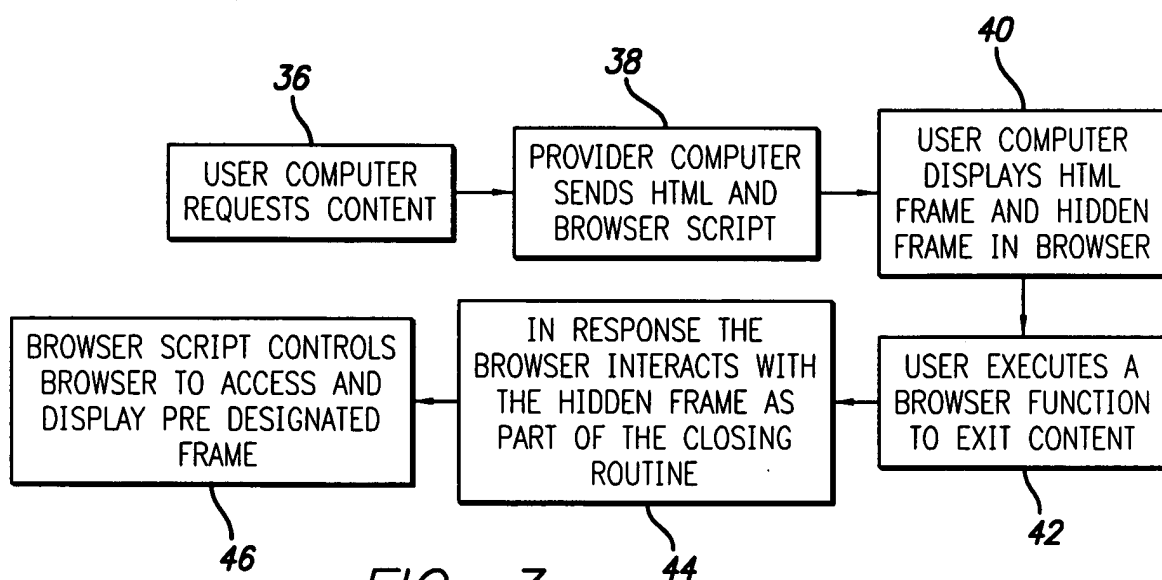 36
USER COMPUTER
REQUESTS CONTENT
38
PROVIDER COMPUTER
SENDS HTML AND
BROWSER SCRIPT
40
USER COMPUTER
DISPLAYS HTML
FRAME AND HIDDEN
FRAME IN BROWSER
USER EXECUTES A
BROWSER FUNCTION
TO EXIT CONTENT
42
IN RESPONSE THE
BROWSER INTERACTS WITH
THE HIDDEN FRAME AS
PART OF THE CLOSING
ROUTINE
44
BROWSER SCRIPT CONTROLS
BROWSER TO ACCESS AND
DISPLAY PRE DESIGNATED
FRAME
46